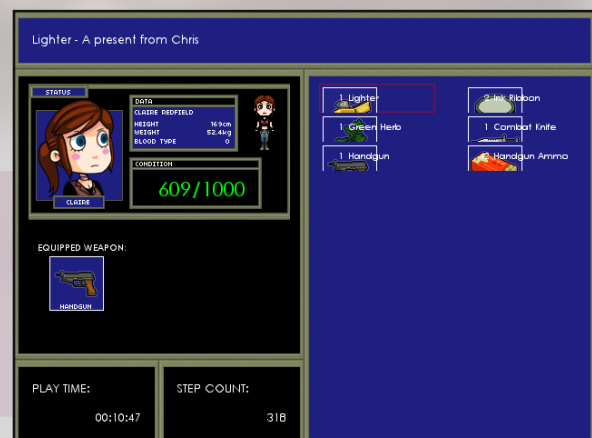 Lighter - A present from Chris
STATUS
DATA
CLAIRE REDFIELD
HEIGHT 169cm
WEIGHT 52.4kg
BLOOD TYPE O
CONDITION
609/1000
CLAIRE
EQUIPPED WEAPON:
HANDGUN
PLAY TIME:
00:10:47
STEP COUNT:
318
1 Lighter
2 Ink Ribbon
1 Green Herb
1 Combat Knife
1 Handgun
Handgun Ammo